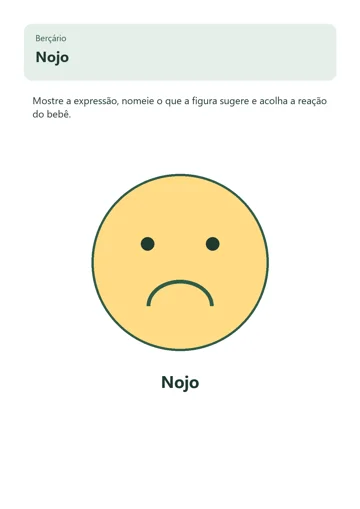 Berçário
Nojo
Mostre a expressão, nomeie o que a figura sugere e acolha a reação
do bebê.
Nojo